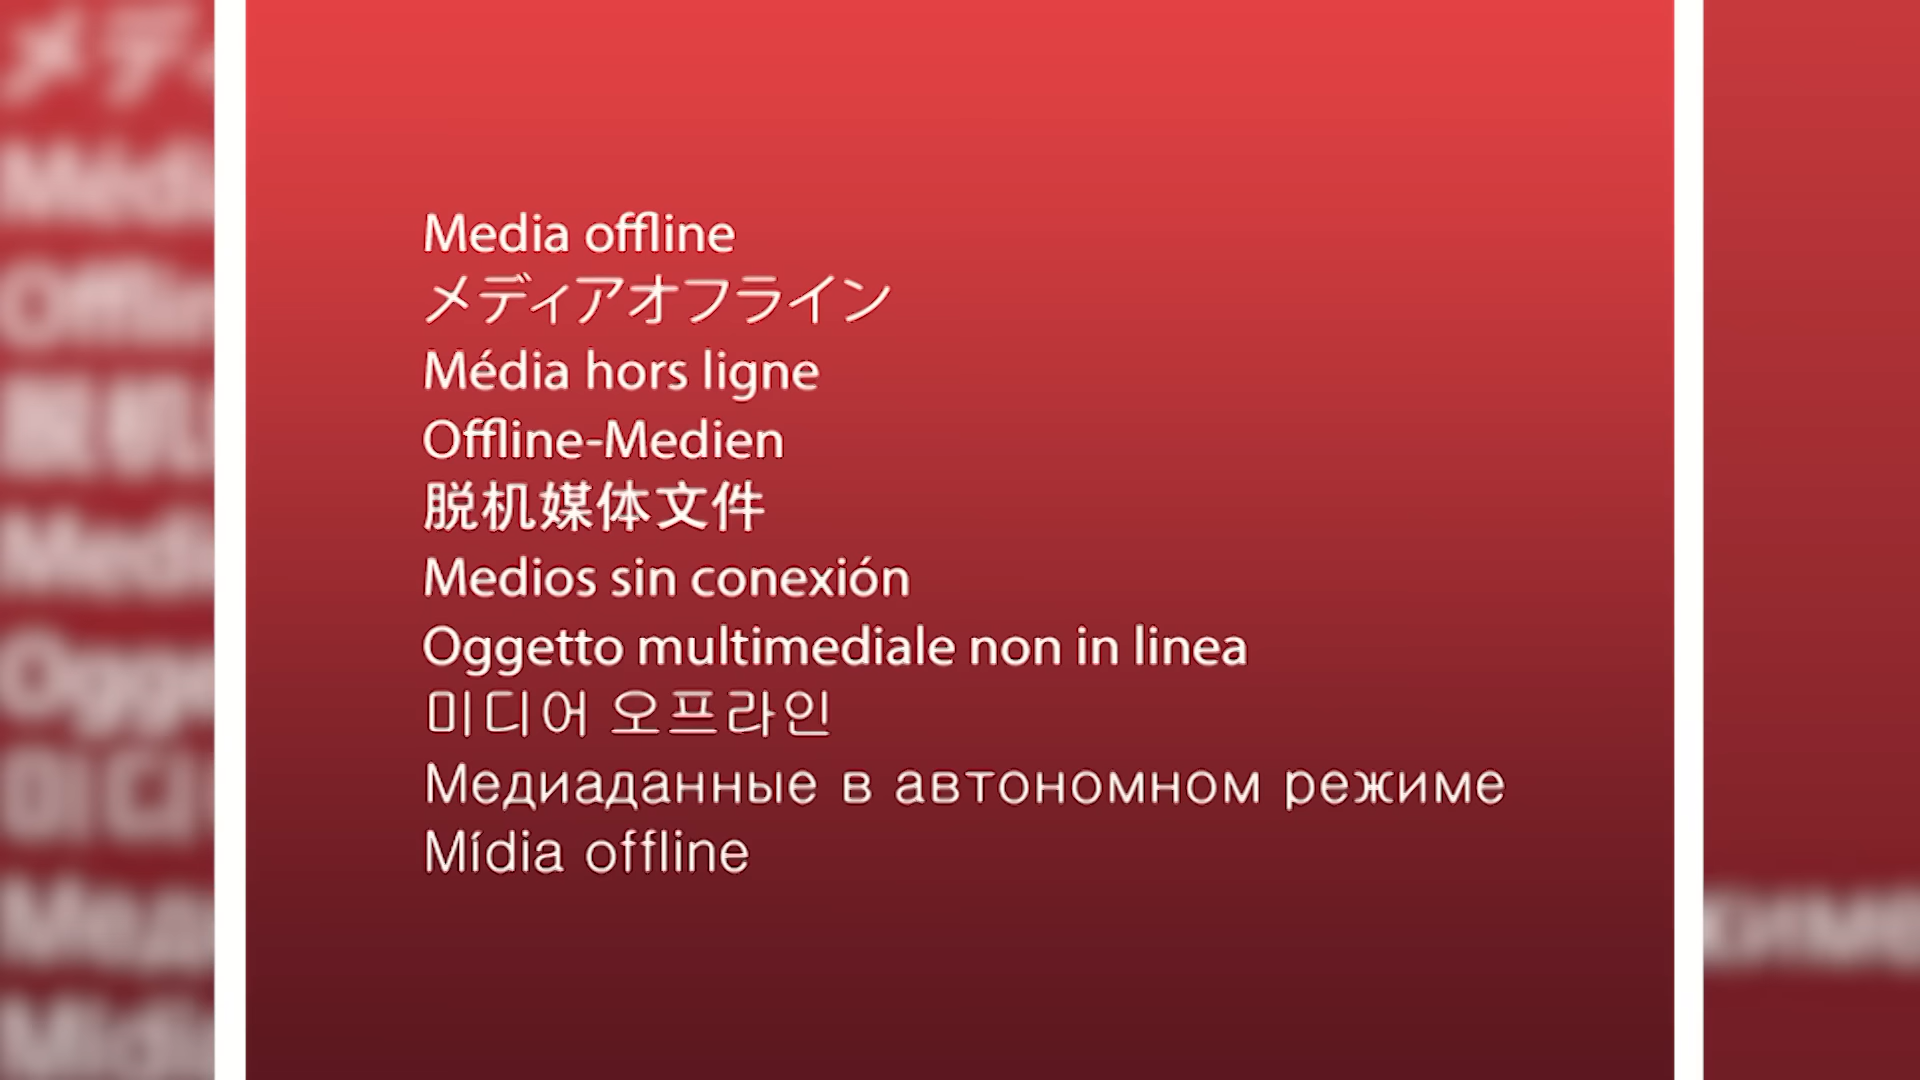 Media offline
メディアオフライン
Média hors ligne
Offline-Medien
脱机媒体文件
Medios sin conexión
Oggetto multimediale non in linea
미디어 오프라인
Медиаданные в автономном режиме
Mídia offline